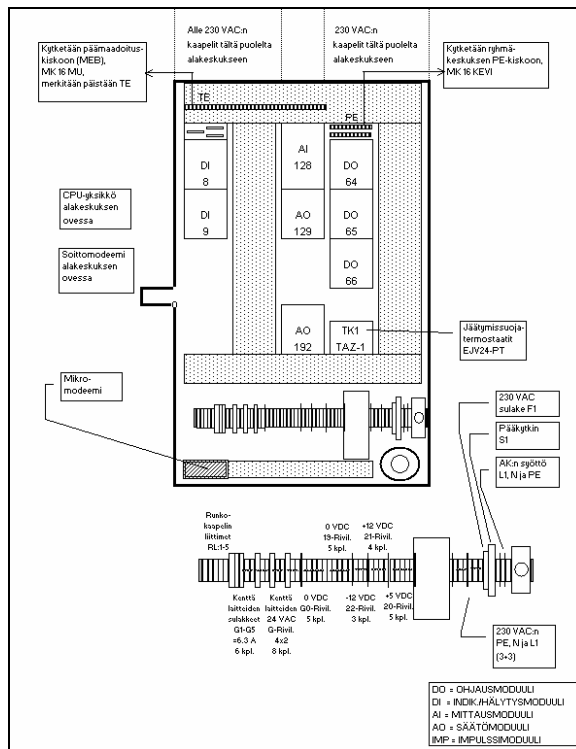 Alle 230 VAC:n
kaapelit tältä puolelta
alakeskukseen
230 VAC:n
kaapelit tältä puolelta
alakeskukseen
Kytketään päämaadoitus-
kiskoon (MEB),
MK 16 MU,
merkitään päistään TE
Kytketään ryhmä-
keskuksen PE-kiskoon,
MK 16 KEVI
TE
PE
DI
8
AI
128
DO
64
DI
9
AO
129
DO
65
DO
66
AO
192
TK1
TAZ-1
CPU-yksikkö
alakeskuksen
ovessa
Soittomodeemi
alakeskuksen
ovessa
Jäätymissuoja-
termostaatit
EJV24-PT
Mikro-
modeemi
230 VAC
sulake F1
Pääkytkin
S1
AK:n syöttö
L1, N ja PE
Runko-
kaapelin
liittimet
RL:1-5
0 VDC
19-Rivil.
5 kpl.
+12 VDC
21-Rivil.
4 kpl.
Kenttä
laitteiden
sulakkeet
G1-G5
=6.3 A
6 kpl.
Kenttä
laitteiden
24 VAC
G-Rivil.
4x2
8 kpl.
0 VDC
G0-Rivil.
5 kpl.
-12 VDC
22-Rivil.
3 kpl.
+5 VDC
20-Rivil.
5 kpl.
230 VAC:n
PE, N ja L1
(3+3)
DO = OHJAUSMODUULI
DI = INDIK./HÄLYTYSMODUULI
AI = MITTAUSMODUULI
AO = SÄÄTÖMODUULI
IMP = IMPULSSIMODUULI